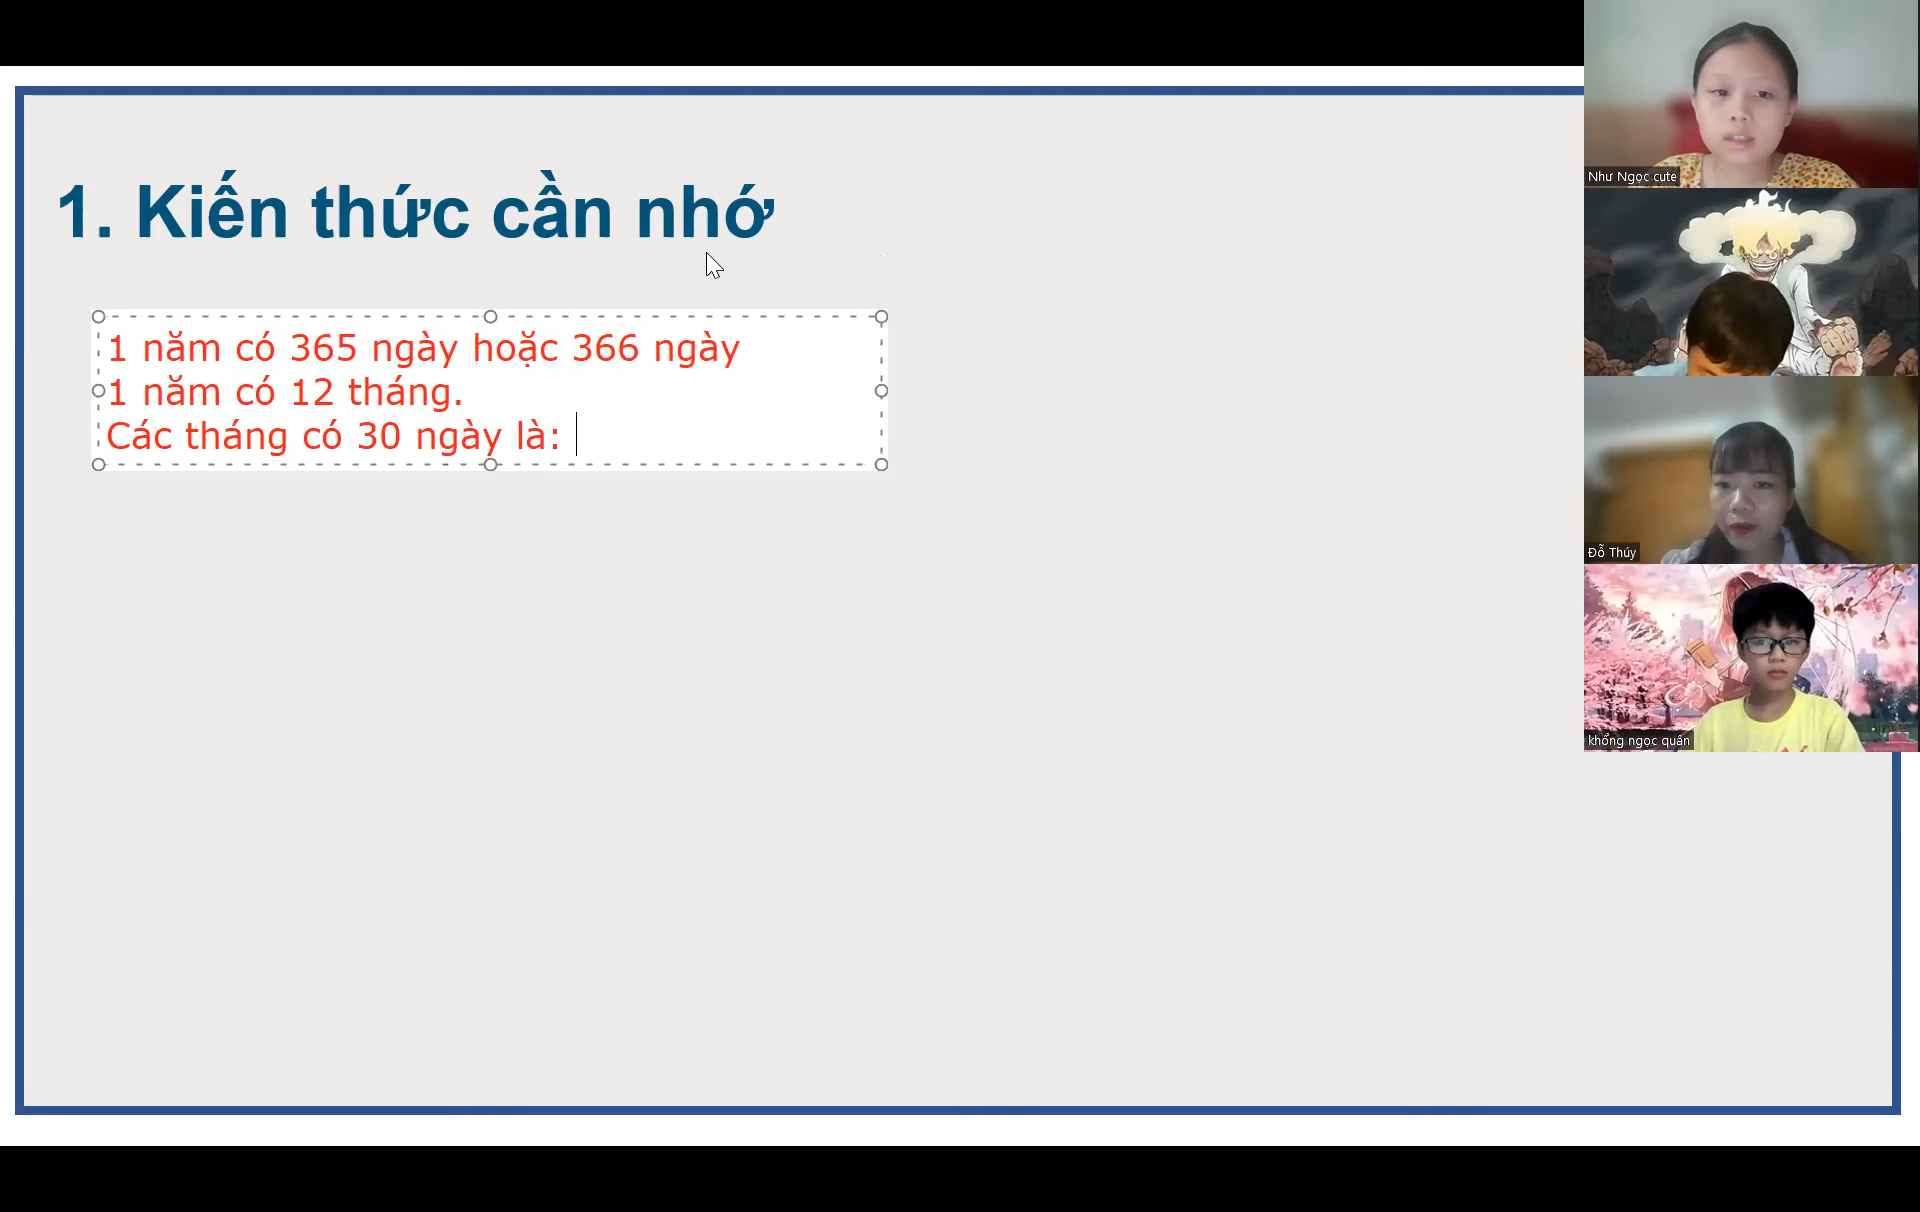 1. Kiến thức cần nhớ
1 năm có 365 ngày hoặc 366 ngày
1 năm có 12 tháng.
Các tháng có 30 ngày là:
Như Ngọc cute
Đỗ Thúy
khổng ngọc quấn